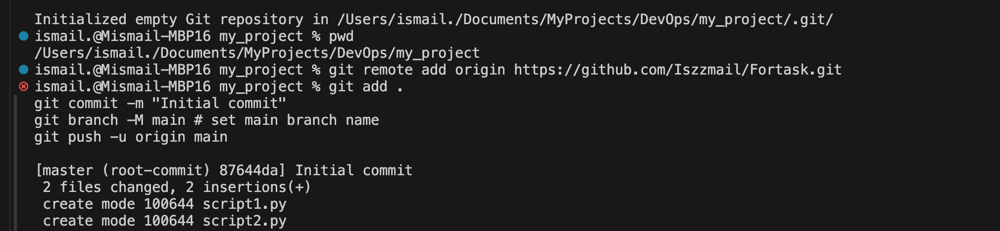 Initialized empty Git repository in /Users/ismail./Documents/MyProjects/DevOps/my_project/.git/
ismail.@Mismail-MBP16 my_project % pwd
/Users/ismail./Documents/MyProjects/DevOps/my_project
ismail.@Mismail-MBP16 my_project % git remote add origin https://github.com/Iszzmail/Fortask.git
ismail.@Mismail-MBP16 my_project % git add .
git commit -m "Initial commit"
git branch -M main # set main branch name
git push -u origin main
[master (root-commit) 87644da] Initial commit
2 files changed, 2 insertions(+)
create mode 100644 script1.py
create mode 100644 script2.py